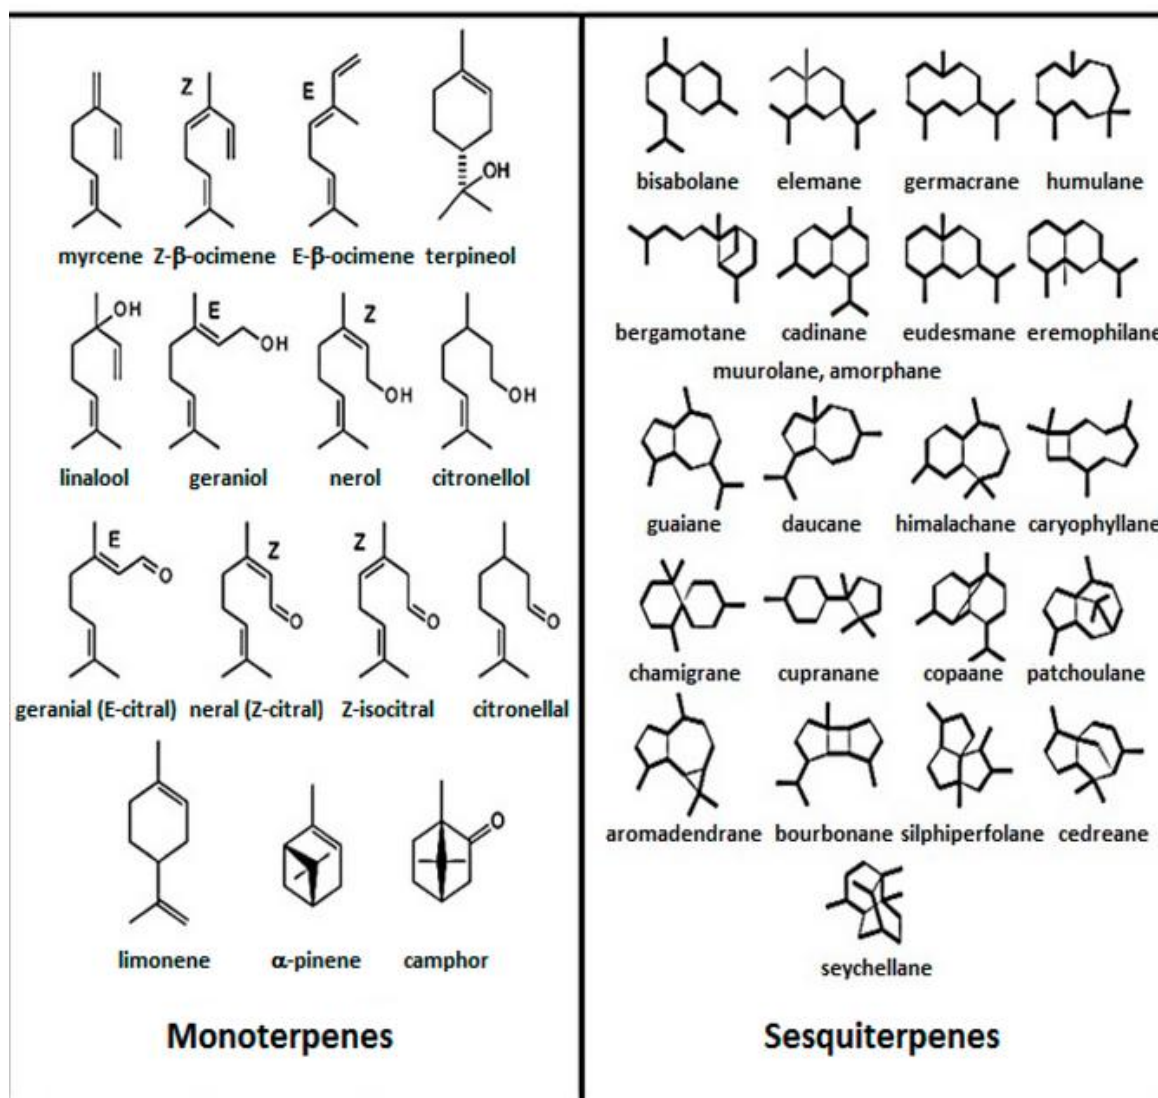 Z
E
OH
myrcene Z-β-ocimene E-β-ocimene terpineol
OH
E
OH
Z
OH
OH
linalool geraniol nerol citronellol
E
O
Z
O
Z
O
O
geranial (E-citral) neral (Z-citral) Z-isocitral citronellal
O
limonene α-pinene camphor
Monoterpenes
bisabolane elemane germacrane humulane
bergamotane cadinane eudesmane eremophilane
muurolane, amorphane
guaiane daucane himalachane caryophyllane
chamigrane cupranane copaane patchoulane
aromadendrane bourbonane silphiperfolane cedreane
seychellane
Sesquiterpenes